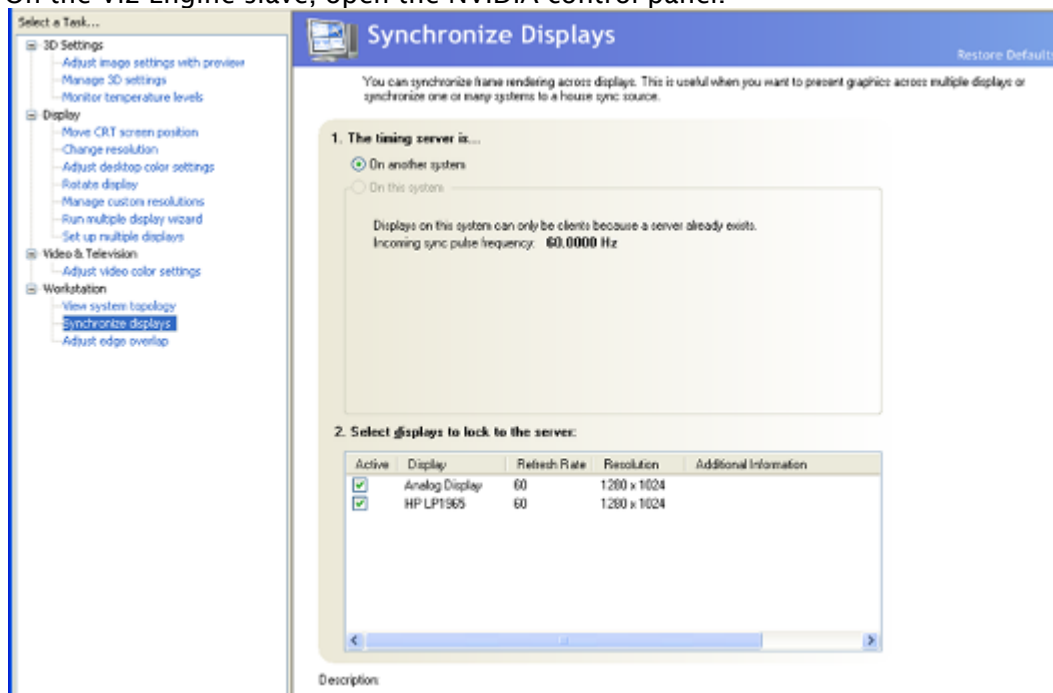 On the Viz Engine slave, open the NVIDIA control panel.
Select a Task...
3D Settings
Adjust image settings with preview
Manage 3D settings
Monitor temperature levels
Display
Move CRT screen position
Change resolution
Adjust desktop color settings
Rotate display
Manage custom resolutions
Run multiple display wizard
Set up multiple displays
Video & Television
Adjust video color settings
Workstation
View system topology
Synchronize displays
Adjust edge overlap
Synchronize Displays
Restore Defaults
You can synchronize frame rendering across displays. This is useful when you want to present graphics across multiple displays or
synchronize one or many systems to a house sync source.
1. The timing server is...
On another system
On this system
Displays on this system can only be clients because a server already exists.
Incoming sync pulse frequency: 60.0000 Hz
2. Select displays to lock to the server:
Active Display Refresh Rate Resolution Additional Information
Analog Display 60 1280 x 1024
HP LP1965 60 1280 x 1024
Description: